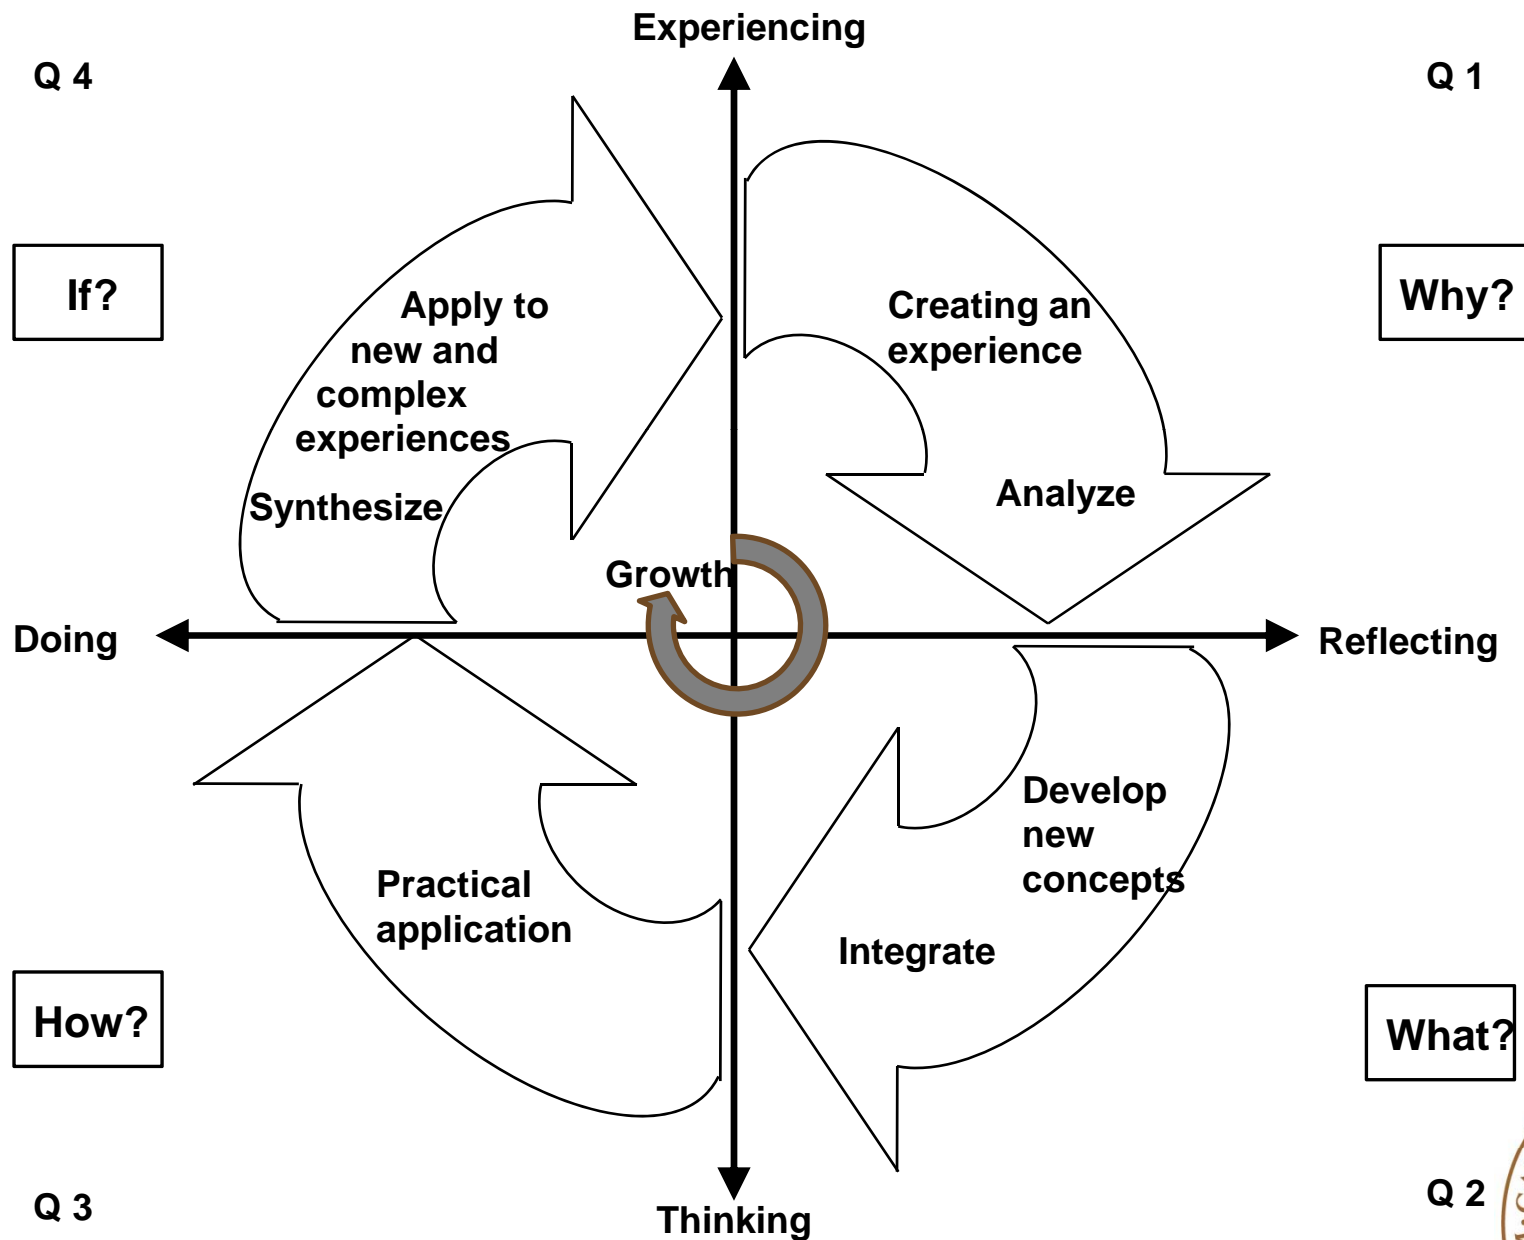 Experiencing
Q 4
Q 1
If?
Why?
Apply to
new and
complex
experiences
Synthesize
Creating an
experience
Analyze
Growth
Doing
Reflecting
Develop
new
concepts
Integrate
Practical
application
How?
What?
Q 3
Q 2
Thinking